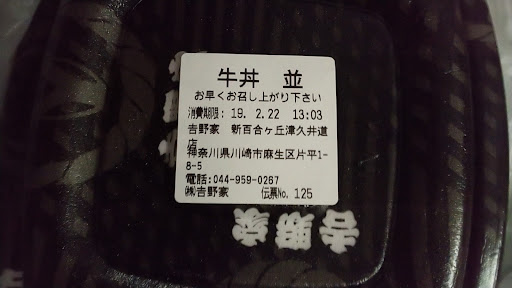 牛丼 並
お早くお召し上がり下さい
消費期限: 19. 2.22 13:03
吉野家 新百合ヶ丘津久井道
店
神奈川県川崎市麻生区片平1-
8-5
電話:044-959-0267
㈱吉野家 伝票No. 125
吉野家